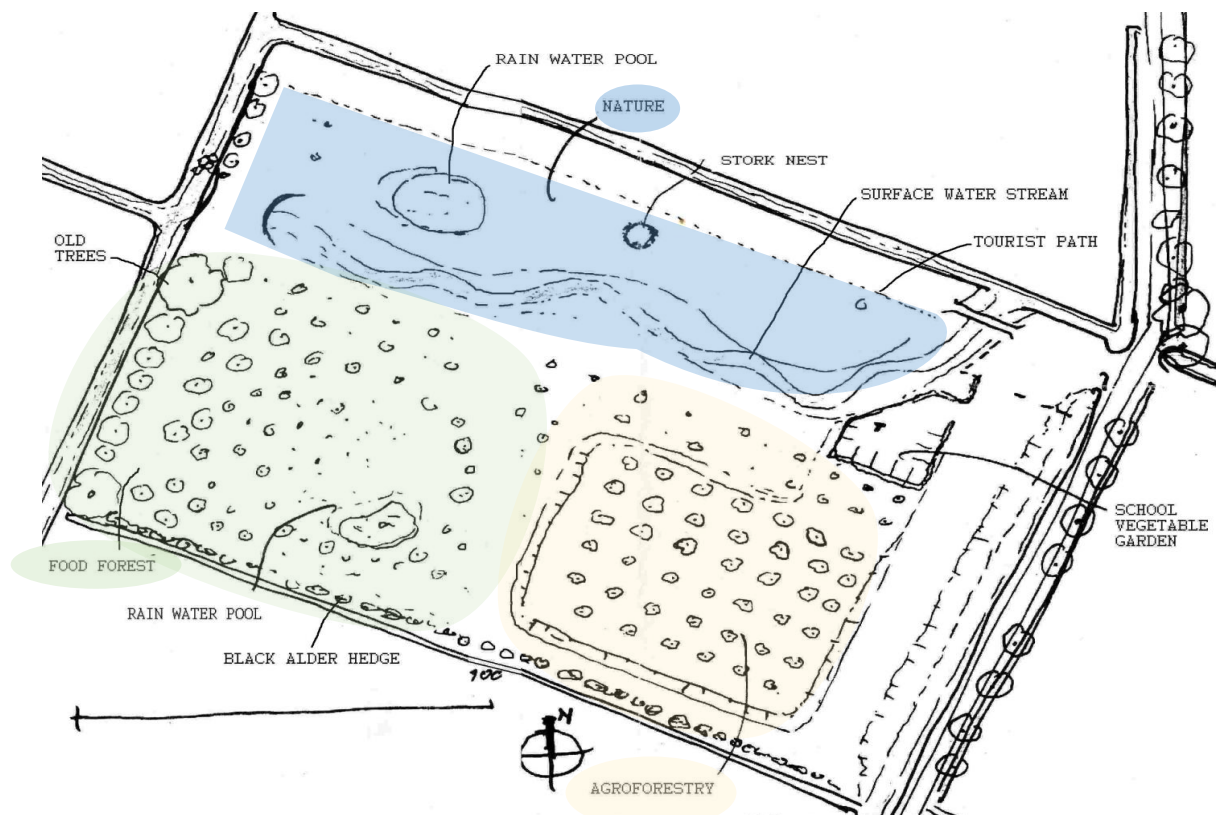 RAIN WATER POOL
NATURE
STORK NEST
SURFACE WATER STREAM
TOURIST PATH
OLD
TREES
SCHOOL
VEGETABLE
GARDEN
FOOD FOREST
RAIN WATER POOL
BLACK ALDER HEDGE
100
N
AGROFORESTRY